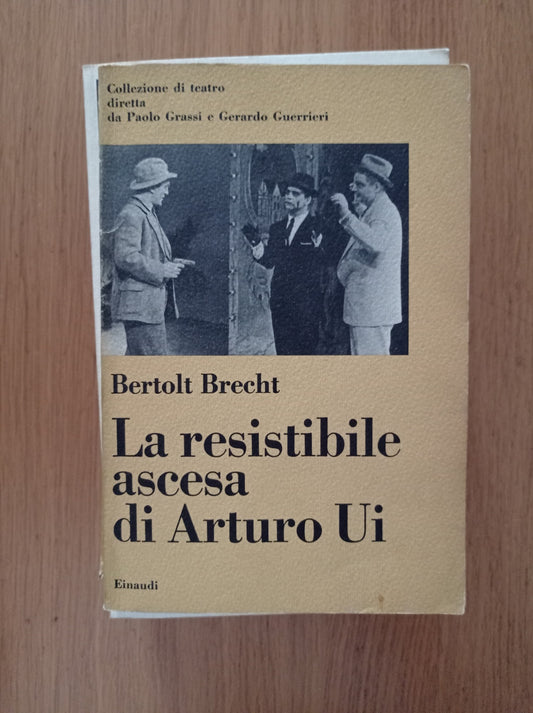 Collezione di teatro
diretta
da Paolo Grassi e Gerardo Guerrieri
Bertolt Brecht
La resistibile
ascesa
di Arturo Ui
Einaudi